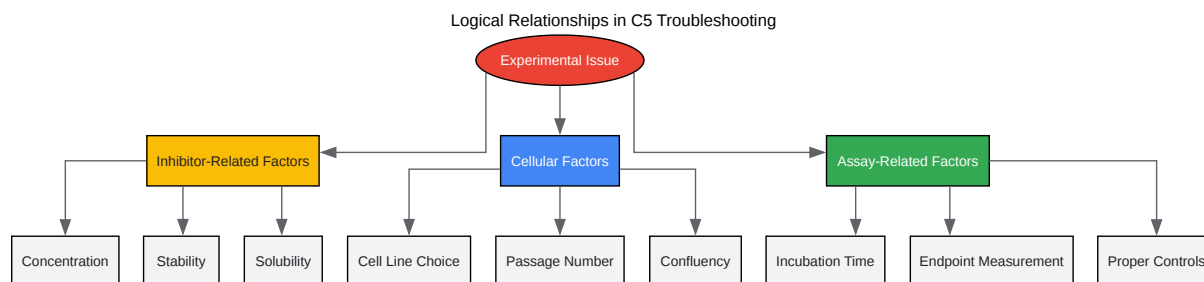 Logical Relationships in C5 Troubleshooting
Experimental Issue
Inhibitor-Related Factors
Cellular Factors
Assay-Related Factors
Concentration
Stability
Solubility
Cell Line Choice
Passage Number
Confluency
Incubation Time
Endpoint Measurement
Proper Controls